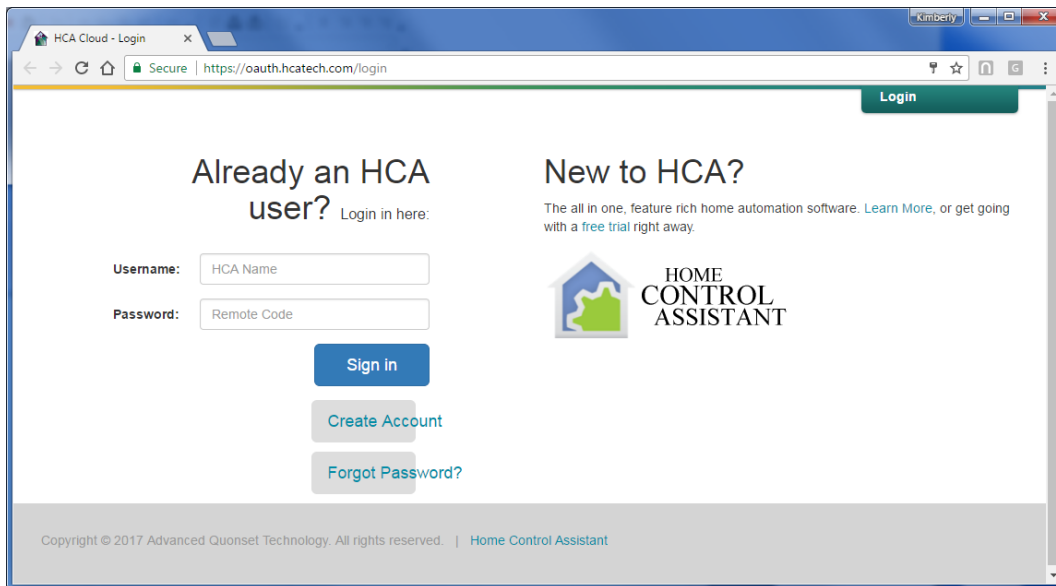 Kimberly
HCA Cloud - Login
Secure | https://oauth.hcatech.com/login
Login
Already an HCA
user? Login in here:
Username:
HCA Name
Password:
Remote Code
Sign in
Create Account
Forgot Password?
New to HCA?
The all in one, feature rich home automation software. Learn More, or get going
with a free trial right away.
HOME
CONTROL
ASSISTANT
Copyright © 2017 Advanced Quonset Technology. All rights reserved. | Home Control Assistant